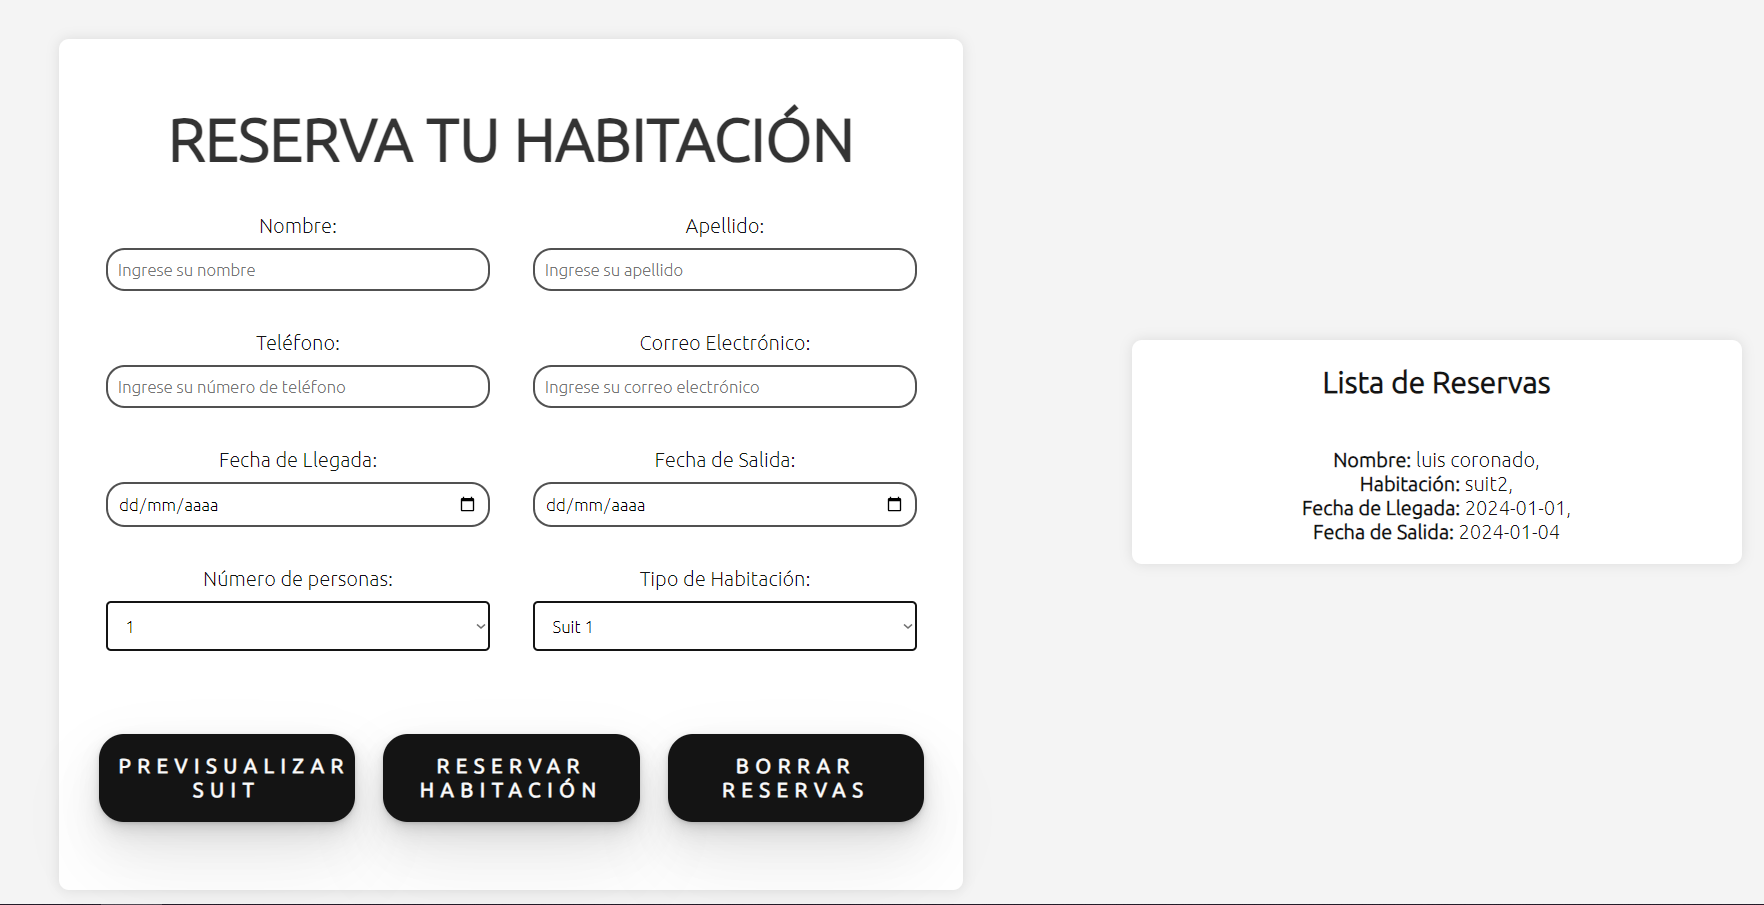 RESERVA TU HABITACIÓN
Nombre:
Apellido:
Ingrese su nombre
Ingrese su apellido
Teléfono:
Correo Electrónico:
Ingrese su número de teléfono
Ingrese su correo electrónico
Fecha de Llegada:
Fecha de Salida:
dd/mm/aaaa
dd/mm/aaaa
Número de personas:
Tipo de Habitación:
1
Suit 1
PREVISUALIZAR
SUIT
RESERVAR
HABITACIÓN
BORRAR
RESERVAS
Lista de Reservas
Nombre: luis coronado,
Habitación: suit2,
Fecha de Llegada: 2024-01-01,
Fecha de Salida: 2024-01-04